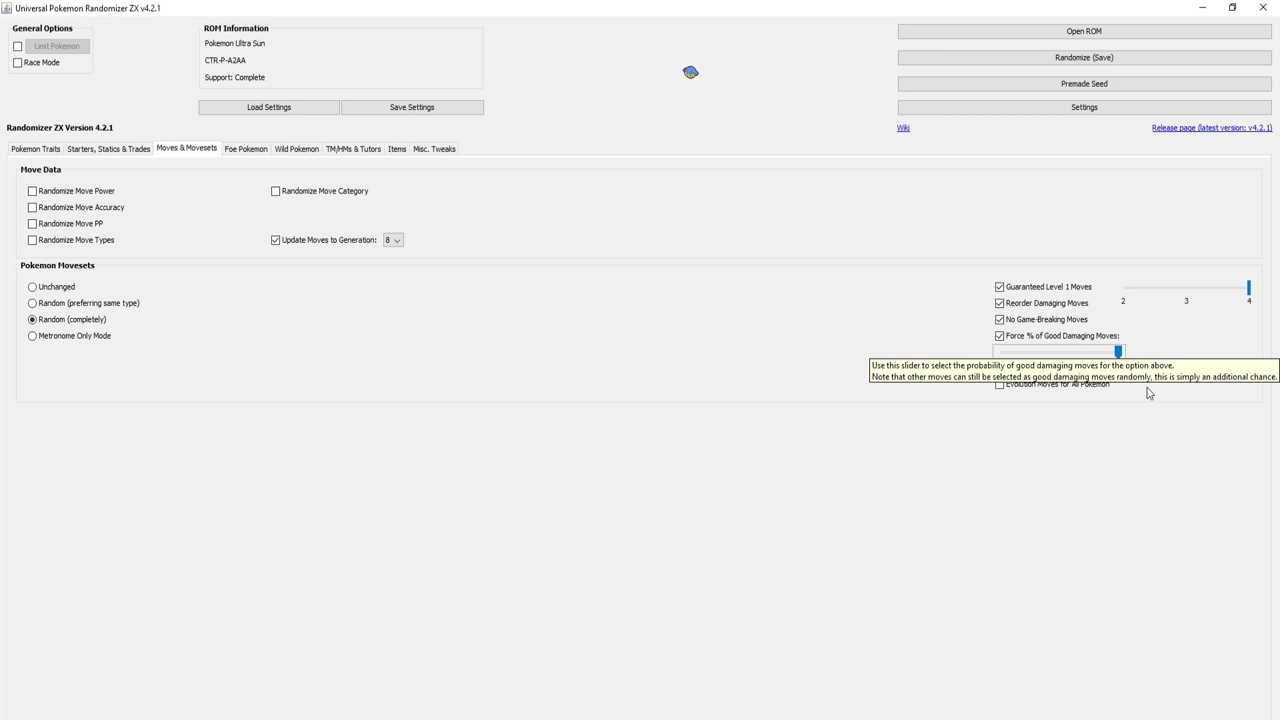 Universal Pokemon Randomizer ZX v4.2.1
General Options
Limit Pokemon
Race Mode
ROM Information
Pokemon Ultra Sun
CTR-P-A2AA
Support: Complete
Load Settings
Save Settings
Open ROM
Randomize (Save)
Premade Seed
Settings
Randomizer ZX Version 4.2.1
Wiki
Release page (latest version: v4.2.1)
Pokemon Traits
Starters, Statics & Trades
Moves & Movesets
Foe Pokemon
Wild Pokemon
TM/HMs & Tutors
Items
Misc. Tweaks
Move Data
Randomize Move Power
Randomize Move Accuracy
Randomize Move PP
Randomize Move Types
Randomize Move Category
Update Moves to Generation: 8
Pokemon Movesets
Unchanged
Random (preferring same type)
Random (completely)
Metronome Only Mode
Guaranteed Level 1 Moves
2 3 4
Reorder Damaging Moves
No Game-Breaking Moves
Force % of Good Damaging Moves:
Use this slider to select the probability of good damaging moves for the option above.
Note that other moves can still be selected as good damaging moves randomly, this is simply an additional chance.
Evolution Moves for All Pokemon